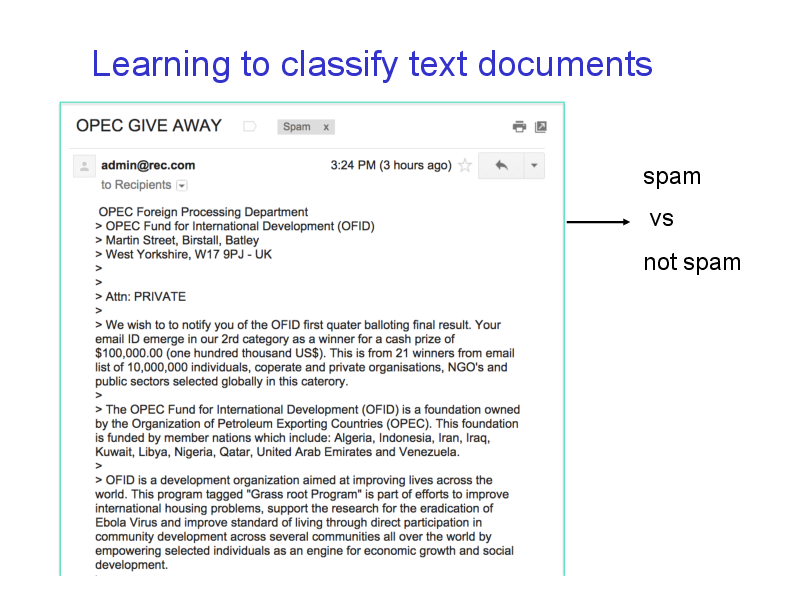 Learning to classify text documents
OPEC GIVE AWAY
Spam x
admin@rec.com 3:24 PM (3 hours ago)
to Recipients
spam
vs
not spam
OPEC Foreign Processing Department
> OPEC Fund for International Development (OFID)
> Martin Street, Birstall, Batley
> West Yorkshire, W17 9PJ - UK
>
>
> Attn: PRIVATE
>
> We wish to to notify you of the OFID first quater balloting final result. Your
email ID emerge in our 2rd category as a winner for a cash prize of
$100,000.00 (one hundred thousand US$). This is from 21 winners from email
list of 10,000,000 individuals, coperate and private organisations, NGO's and
public sectors selected globally in this caterory.
>
> The OPEC Fund for International Development (OFID) is a foundation owned
by the Organization of Petroleum Exporting Countries (OPEC). This foundation
is funded by member nations which include: Algeria, Indonesia, Iran, Iraq,
Kuwait, Libya, Nigeria, Qatar, United Arab Emirates and Venezuela.
>
> OFID is a development organization aimed at improving lives across the
world. This program tagged "Grass root Program" is part of efforts to improve
international housing problems, support the research for the eradication of
Ebola Virus and improve standard of living through direct participation in
community development across several communities all over the world by
empowering selected individuals as an engine for economic growth and social
development.